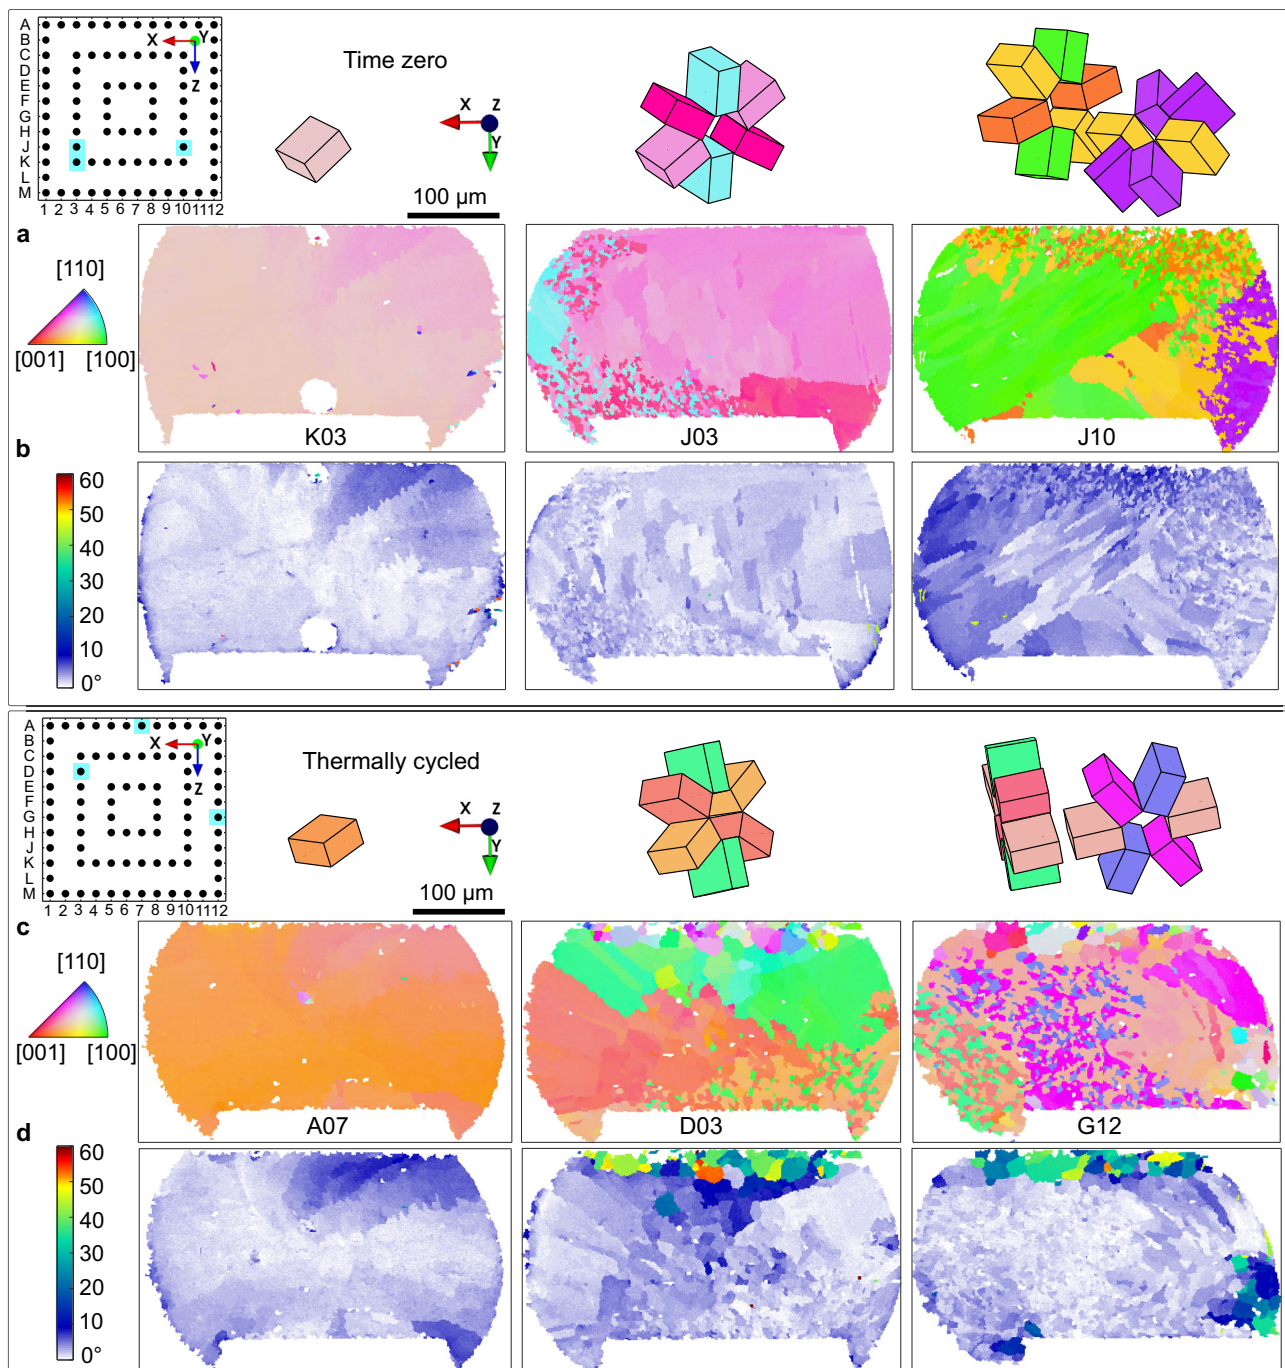 A
B
C
D
E
F
G
H
J
K
L
M
1 2 3 4 5 6 7 8 9 10 11 12
X Y
Z
Time zero
X Z
Y
100 µm
a
[110]
[001] [100]
K03 J03 J10
b
60
50
40
30
20
10
0°
A
B
C
D
E
F
G
H
J
K
L
M
1 2 3 4 5 6 7 8 9 10 11 12
X Y
Z
Thermally cycled
X Z
Y
100 µm
c
[110]
[001] [100]
A07 D03 G12
d
60
50
40
30
20
10
0°